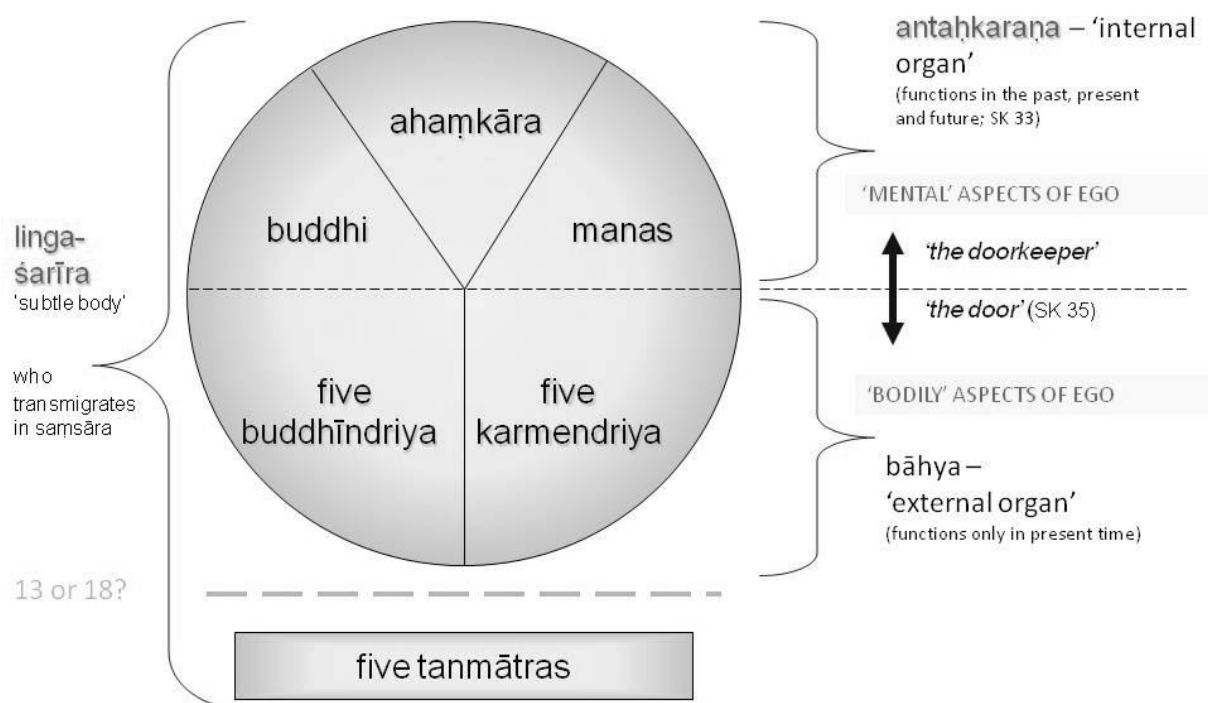 antaḥkaraṇa – ‘internal
organ’
(functions in the past, present
and future; SK 33)
ahaṃkāra
‘MENTAL’ ASPECTS OF EGO
buddhi
manas
linga-
śarīra
‘subtle body’
‘the doorkeeper’
‘the door’ (SK 35)
who
transmigrates
in saṃsāra
five
buddhīndriya
five
karmendriya
‘BODILY’ ASPECTS OF EGO
bāhya –
‘external organ’
(functions only in present time)
13 or 18?
five tanmātras